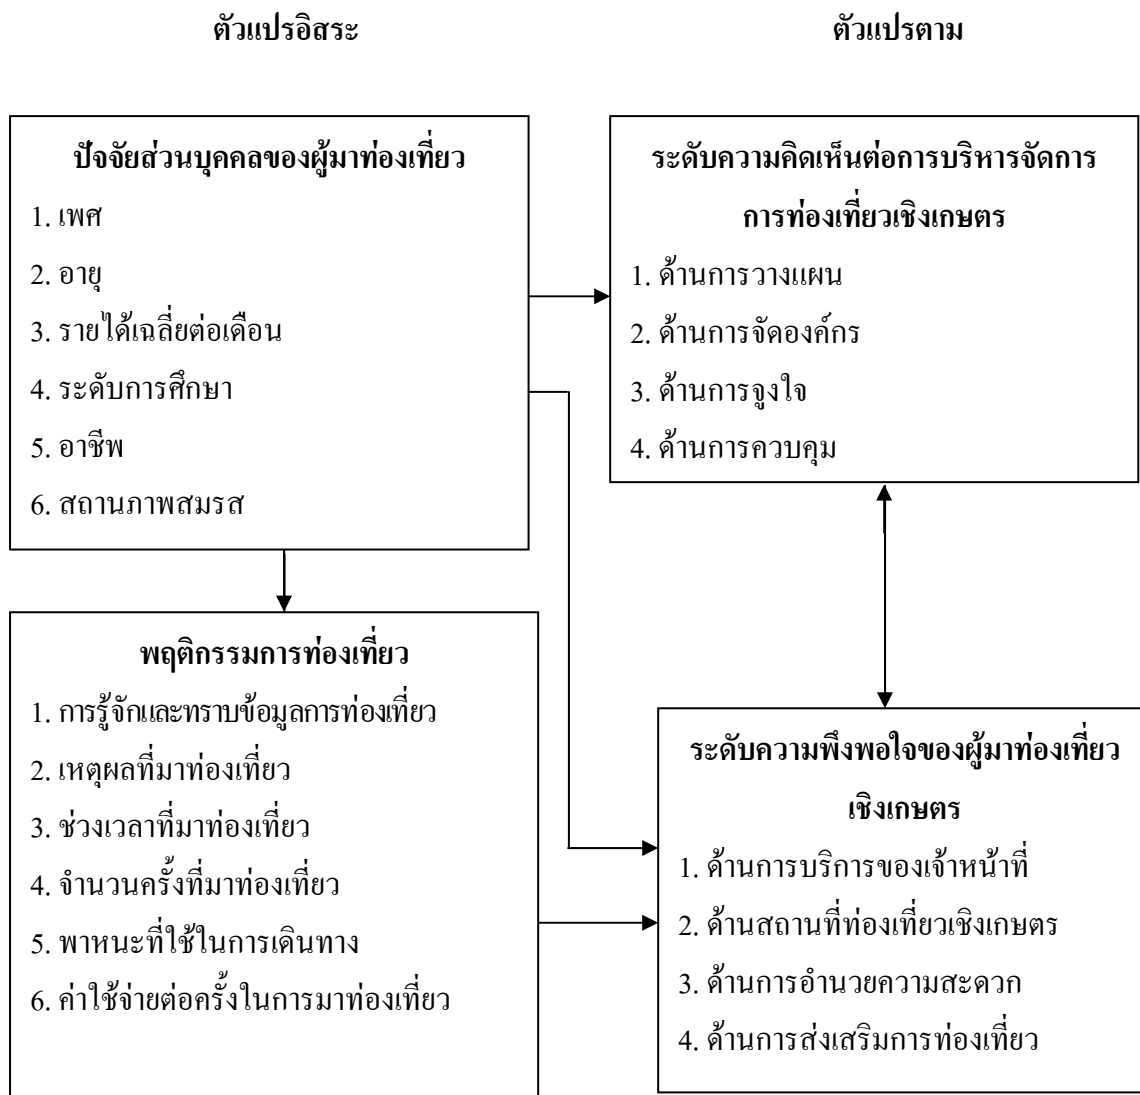 ตัวแปรอิสระ
ตัวแปรตาม
ปัจจัยส่วนบุคคลของผู้มาท่องเที่ยว
1. เพศ
2. อายุ
3. รายได้เฉลี่ยต่อเดือน
4. ระดับการศึกษา
5. อาชีพ
6. สถานภาพสมรส
ระดับความคิดเห็นต่อการบริหารจัดการ
การท่องเที่ยวเชิงเกษตร
1. ด้านการวางแผน
2. ด้านการจัดองค์กร
3. ด้านการจูงใจ
4. ด้านการควบคุม
พฤติกรรมการท่องเที่ยว
1. การรู้จักและทราบข้อมูลการท่องเที่ยว
2. เหตุผลที่มาท่องเที่ยว
3. ช่วงเวลาที่มาท่องเที่ยว
4. จำนวนครั้งที่มาท่องเที่ยว
5. พาหนะที่ใช้ในการเดินทาง
6. ค่าใช้จ่ายต่อครั้งในการมาท่องเที่ยว
ระดับความพึงพอใจของผู้มาท่องเที่ยว
เชิงเกษตร
1. ด้านการบริการของเจ้าหน้าที่
2. ด้านสถานที่ท่องเที่ยวเชิงเกษตร
3. ด้านการอำนวยความสะดวก
4. ด้านการส่งเสริมการท่องเที่ยว